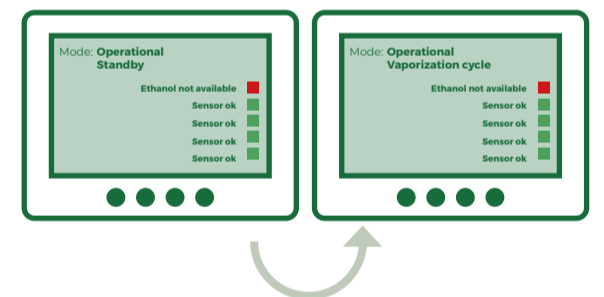 Mode: Operational
Standby
Ethanol not available
Sensor ok
Sensor ok
Sensor ok
Sensor ok
Mode: Operational
Vaporization cycle
Ethanol not available
Sensor ok
Sensor ok
Sensor ok
Sensor ok